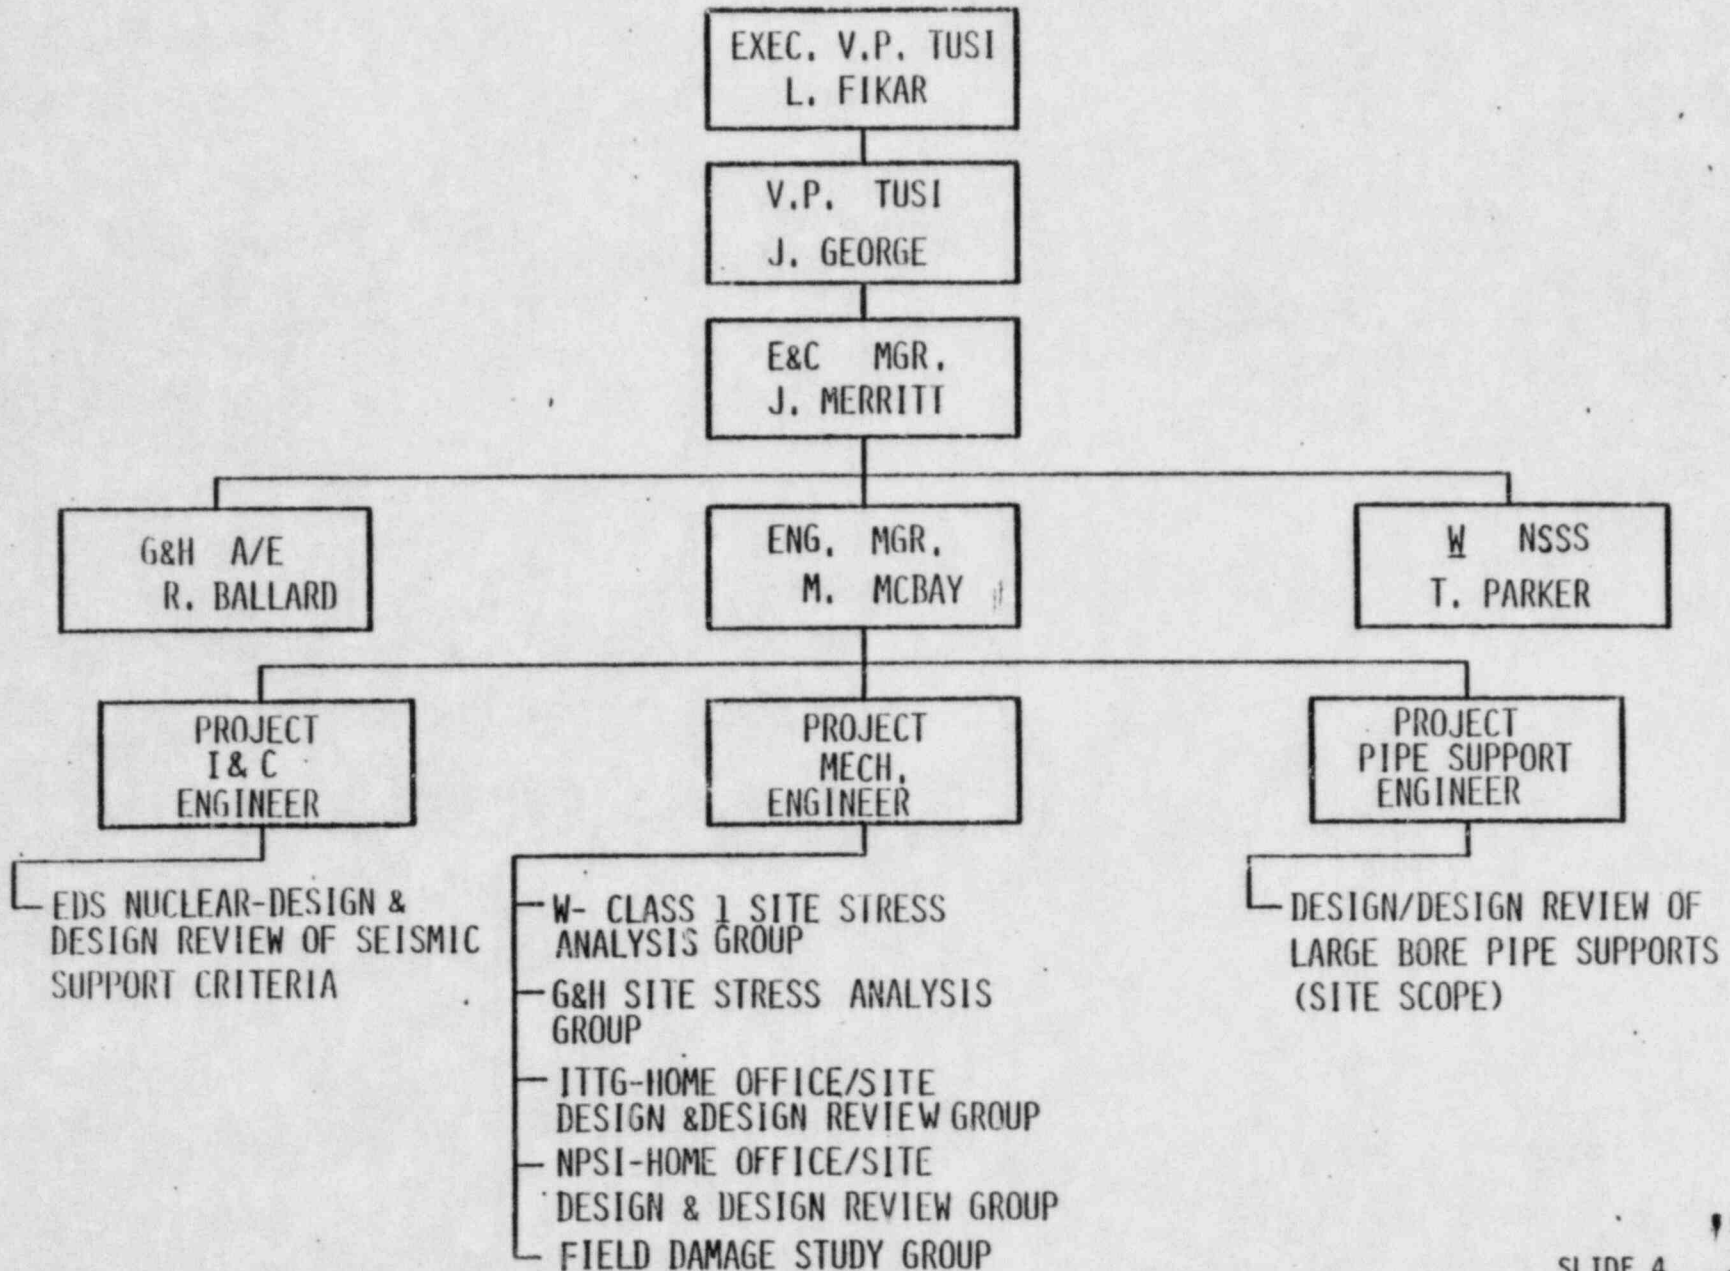 EXEC. V.P. TUSI
L. FIKAR
V.P. TUSI
J. GEORGE
E&C MGR.
J. MERRITT
G&H A/E
R. BALLARD
ENG. MGR.
M. MCBAY
W NSSS
T. PARKER
PROJECT
I & C
ENGINEER
PROJECT
MECH.
ENGINEER
PROJECT
PIPE SUPPORT
ENGINEER
EDS NUCLEAR-DESIGN &
DESIGN REVIEW OF SEISMIC
SUPPORT CRITERIA
W- CLASS 1 SITE STRESS
ANALYSIS GROUP
G&H SITE STRESS ANALYSIS
GROUP
ITTG-HOME OFFICE/SITE
DESIGN &DESIGN REVIEW GROUP
NPSI-HOME OFFICE/SITE
DESIGN & DESIGN REVIEW GROUP
FIELD DAMAGE STUDY GROUP
DESIGN/DESIGN REVIEW OF
LARGE BORE PIPE SUPPORTS
(SITE SCOPE)
SLIDE 4